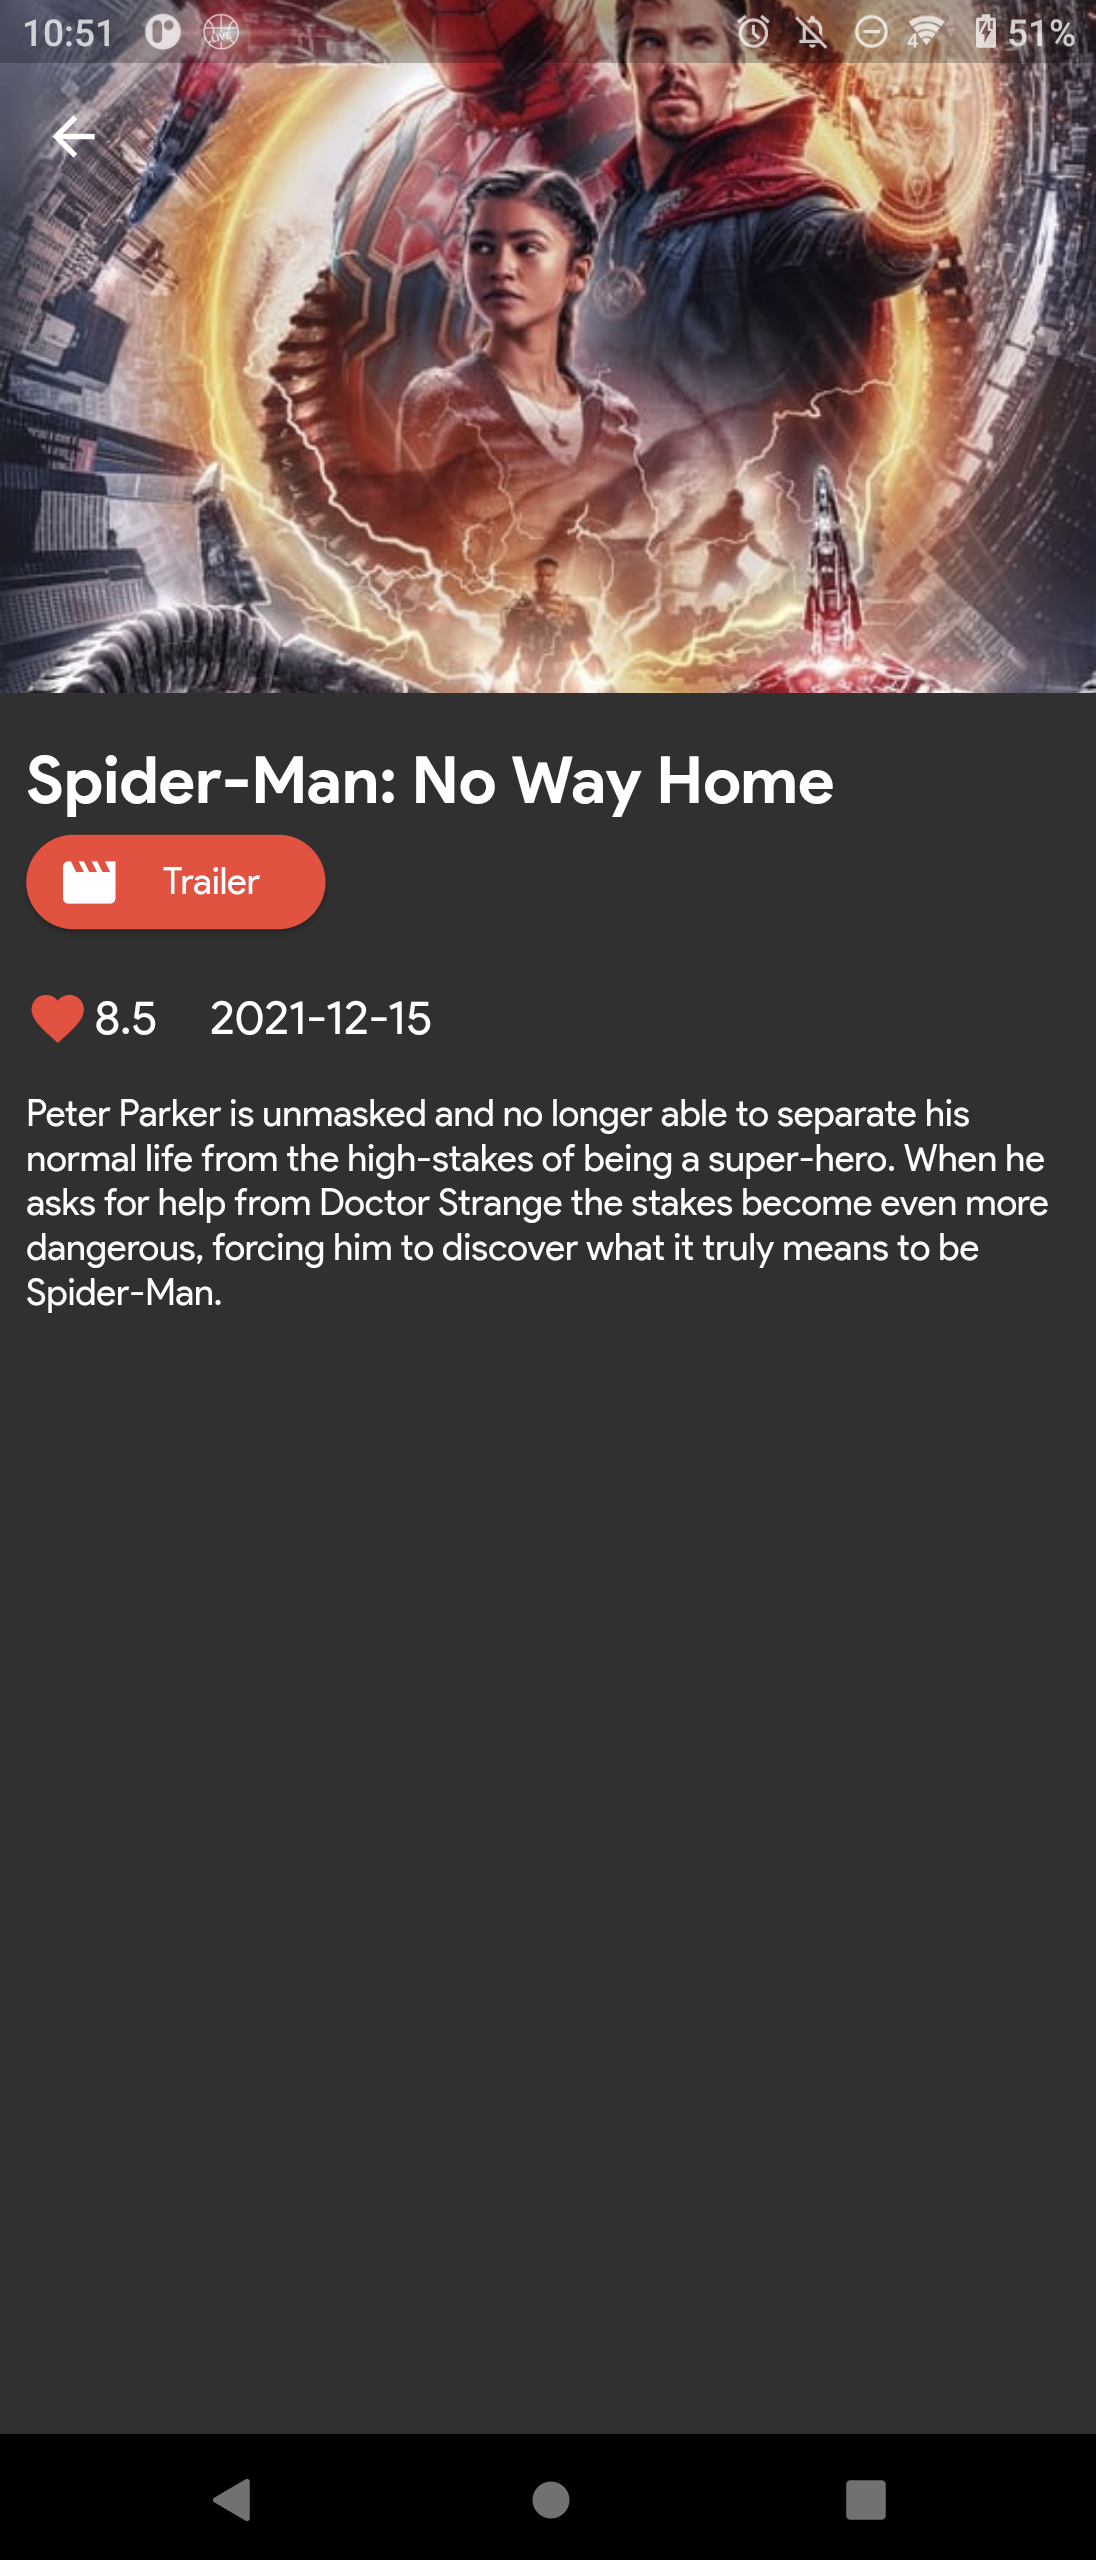 10:51
LIVE
4
51%
Spider-Man: No Way Home
Trailer
8.5 2021-12-15
Peter Parker is unmasked and no longer able to separate his
normal life from the high-stakes of being a super-hero. When he
asks for help from Doctor Strange the stakes become even more
dangerous, forcing him to discover what it truly means to be
Spider-Man.